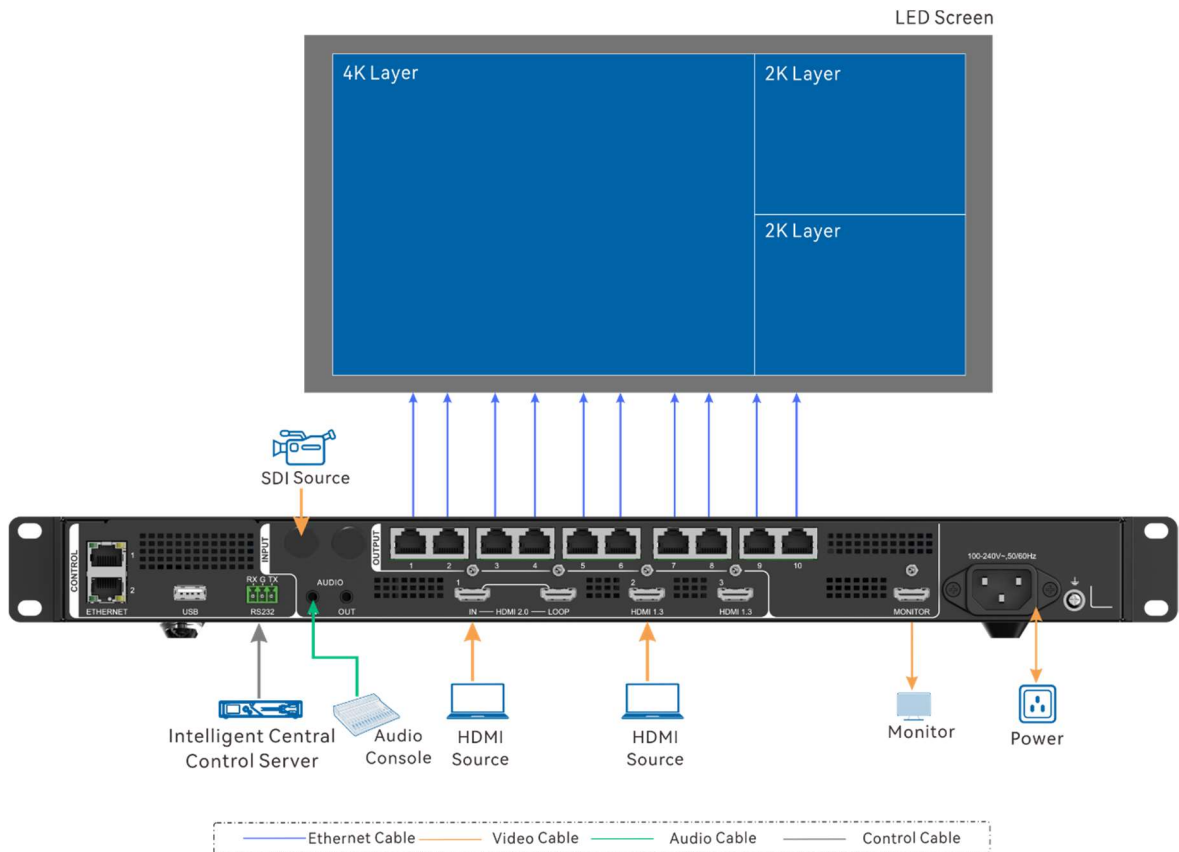 LED Screen
4K Layer
2K Layer
2K Layer
SDI Source
CONTROL
INPUT
OUTPUT
1
2
ETHERNET
USB
RX G TX
RS232
AUDIO
OUT
1 2 3 4 5 6 7 8 9 10
1
IN HDMI 2.0 LOOP
2
HDMI 1.3
3
HDMI 1.3
MONITOR
100-240V~,50/60Hz
Intelligent Central
Control Server
Audio
Console
HDMI
Source
HDMI
Source
Monitor
Power
Ethernet Cable Video Cable Audio Cable Control Cable